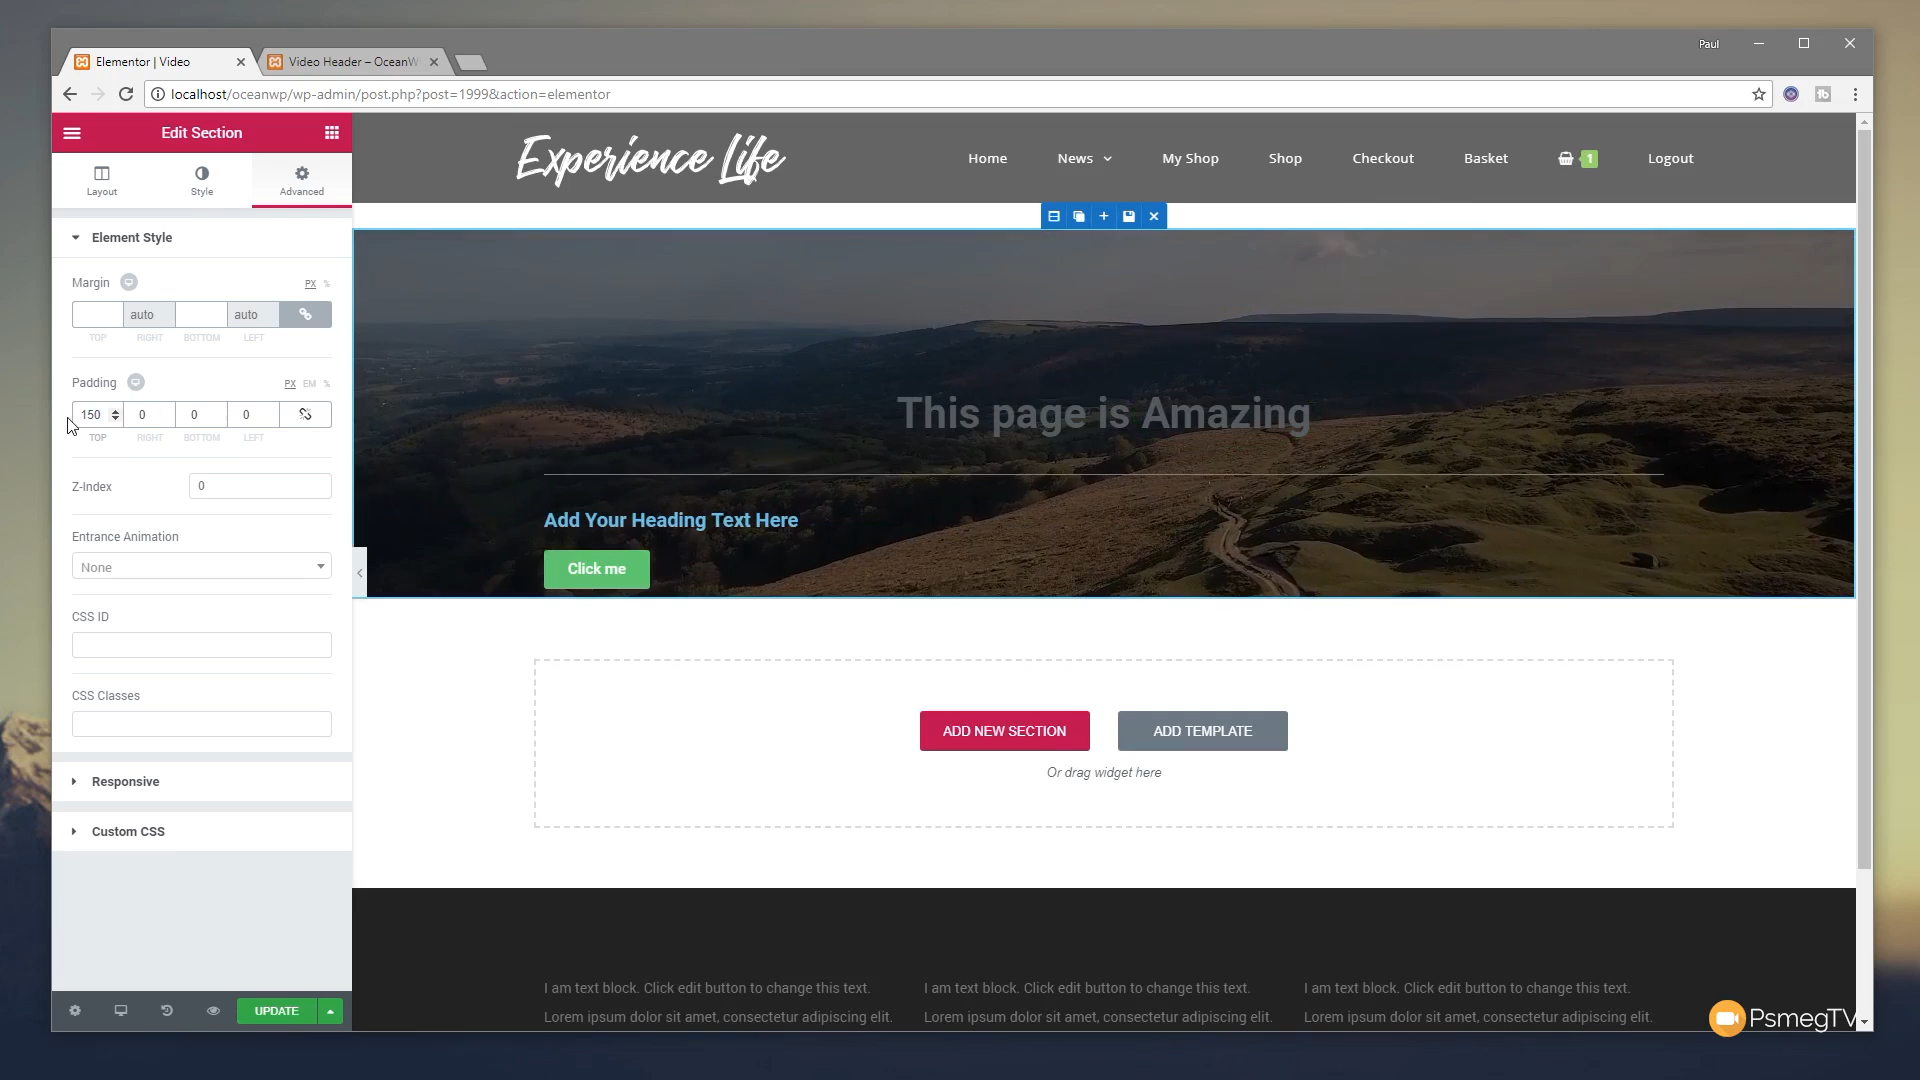 Paul
Elementor | Video
Video Header – OceanW
localhost/oceanwp/wp-admin/post.php?post=1999&action=elementor
Edit Section
Layout
Style
Advanced
Experience Life
Home
News
My Shop
Shop
Checkout
Basket
1
Logout
Element Style
Margin
PX
%
auto
auto
TOP
RIGHT
BOTTOM
LEFT
Padding
PX
EM
%
150
0
0
0
TOP
RIGHT
BOTTOM
LEFT
Z-Index
0
Entrance Animation
None
CSS ID
CSS Classes
Responsive
Custom CSS
UPDATE
This page is Amazing
Add Your Heading Text Here
Click me
ADD NEW SECTION
ADD TEMPLATE
Or drag widget here
I am text block. Click edit button to change this text.
Lorem ipsum dolor sit amet, consectetur adipiscing elit.
I am text block. Click edit button to change this text.
Lorem ipsum dolor sit amet, consectetur adipiscing elit.
I am text block. Click edit button to change this text.
Lorem ipsum dolor sit amet, consectetur adipiscing elit.
PsmegTV